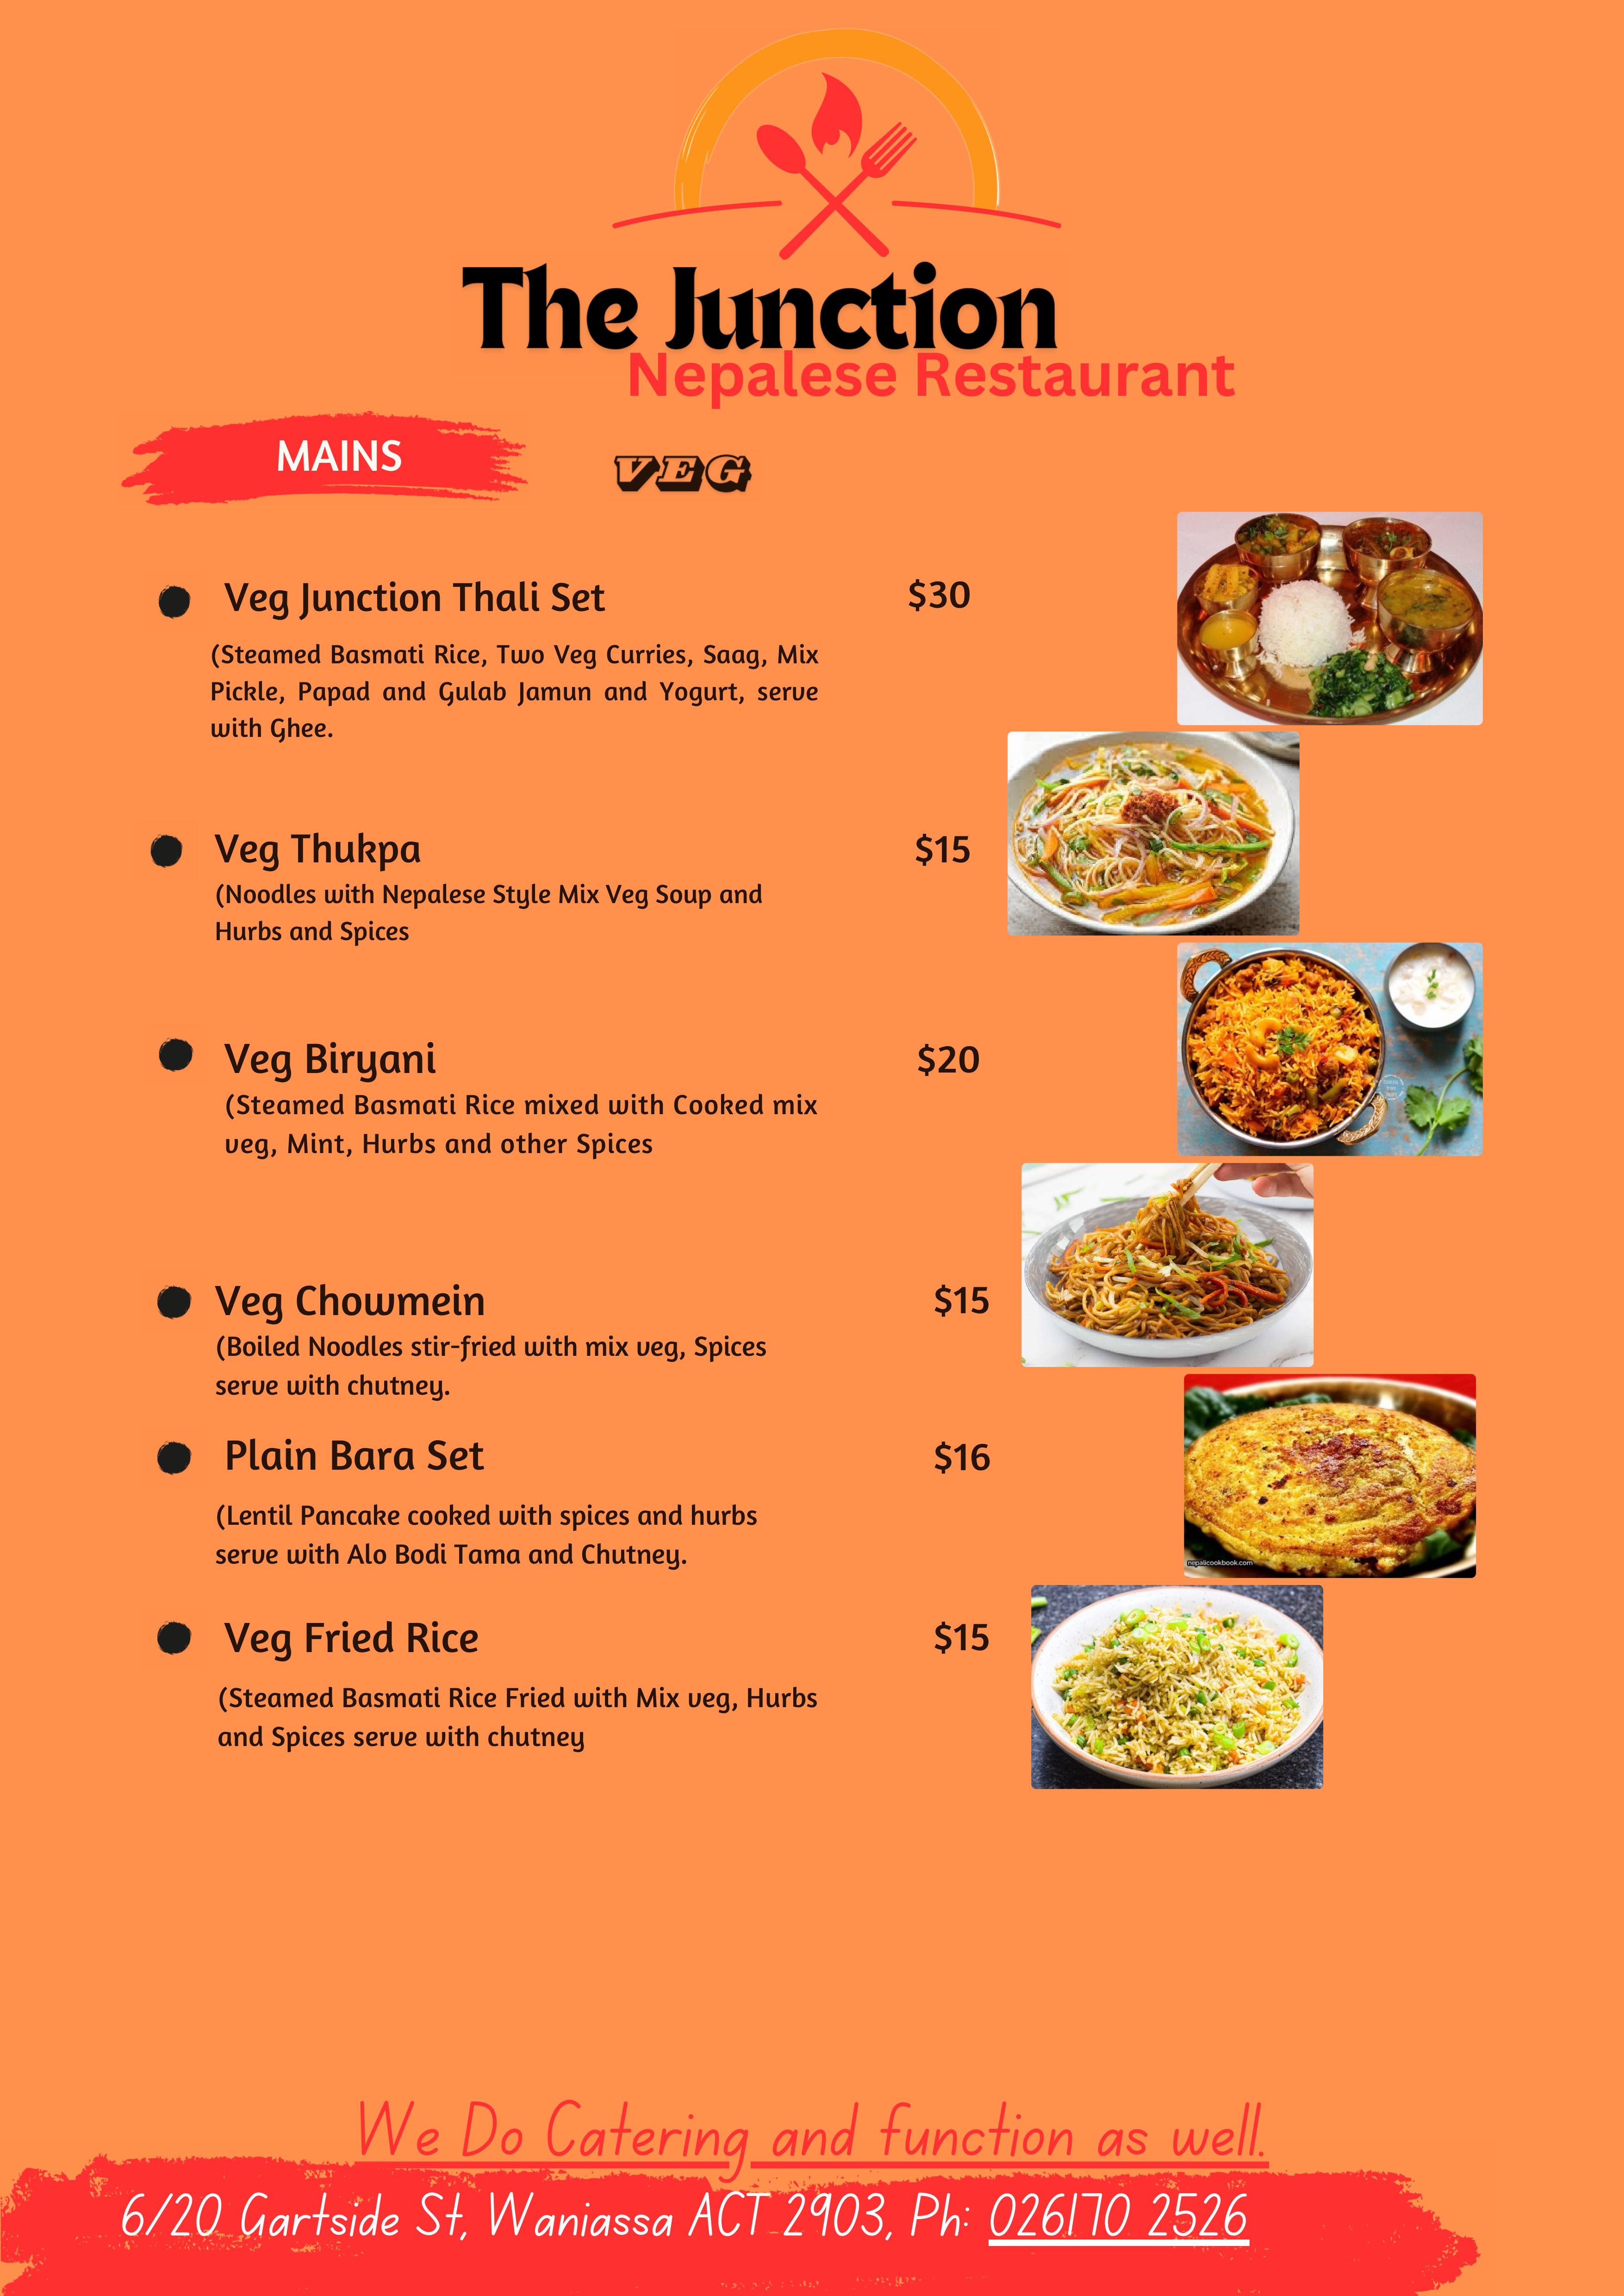 The Junction
Nepalese Restaurant
MAINS
VEG
Veg Junction Thali Set $30
(Steamed Basmati Rice, Two Veg Curries, Saag, Mix
Pickle, Papad and Gulab Jamun and Yogurt, serve
with Ghee.
Veg Thukpa $15
(Noodles with Nepalese Style Mix Veg Soup and
Hurbs and Spices
Veg Biryani $20
(Steamed Basmati Rice mixed with Cooked mix
veg, Mint, Hurbs and other Spices
Veg Chowmein $15
(Boiled Noodles stir-fried with mix veg, Spices
serve with chutney.
Plain Bara Set $16
(Lentil Pancake cooked with spices and hurbs
serve with Alo Bodi Tama and Chutney.
nepalicookbook.com
Veg Fried Rice $15
(Steamed Basmati Rice Fried with Mix veg, Hurbs
and Spices serve with chutney
We Do Catering and function as well.
6/20 Gartside St, Waniassa ACT 2903, Ph: 026170 2526